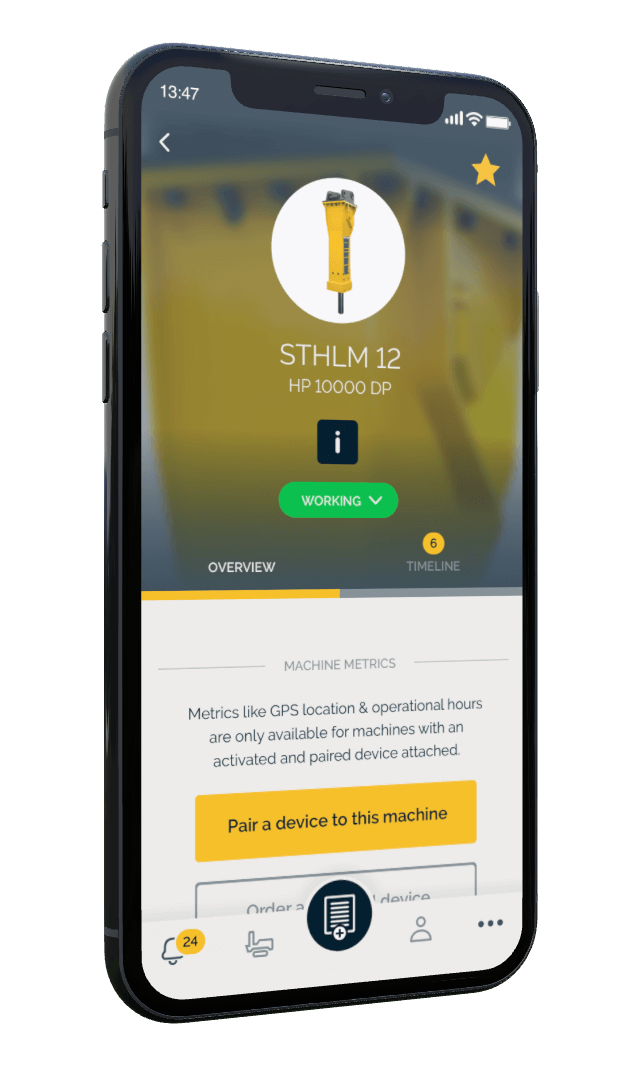 13:47
STHLM 12
HP 10000 DP
i
WORKING
6
OVERVIEW
TIMELINE
MACHINE METRICS
Metrics like GPS location & operational hours
are only available for machines with an
activated and paired device attached.
Pair a device to this machine
Order a device
24